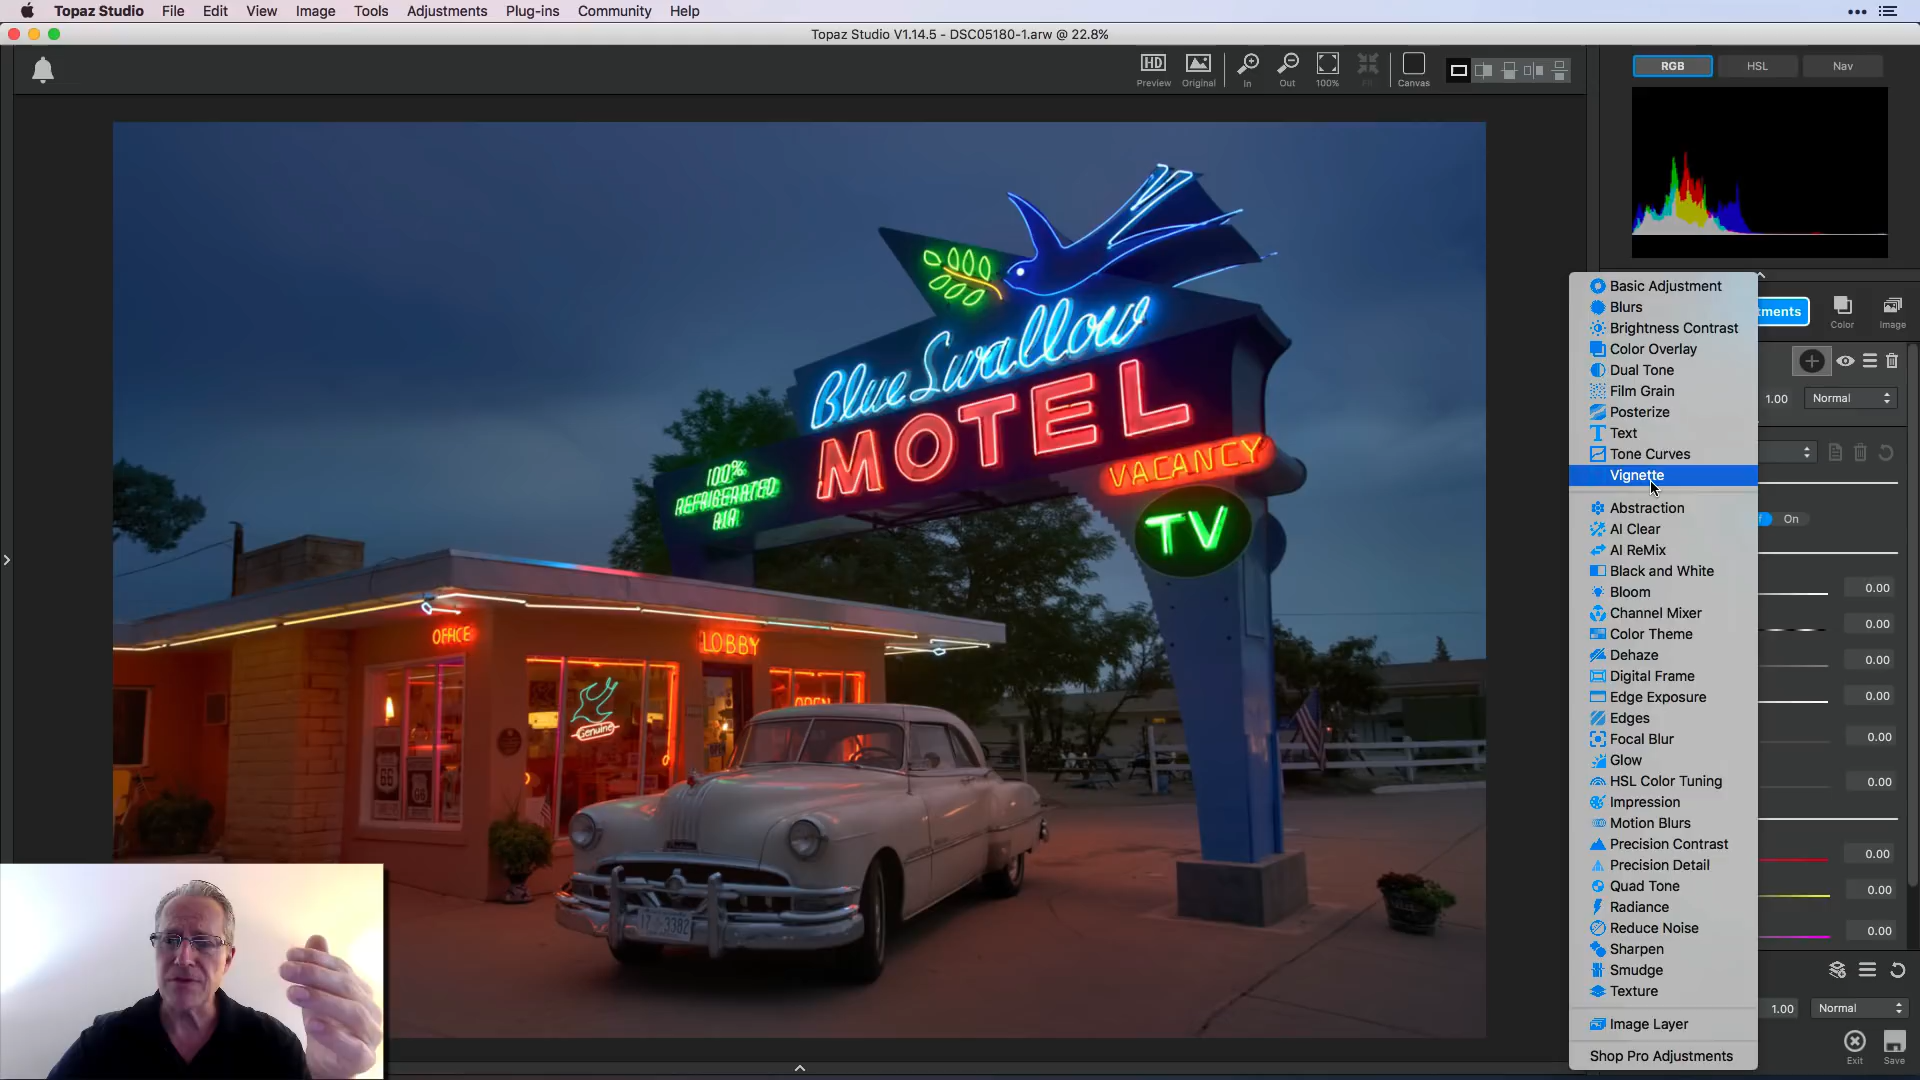 Topaz Studio File Edit View Image Tools Adjustments Plug-ins Community Help
Topaz Studio V1.14.5 - DSC05180-1.arw @ 22.8%
HD
Preview Original In Out 100% Canvas
RGB HSL Nav
Color Image
1.00 Normal
On
0.00
0.00
0.00
0.00
0.00
0.00
0.00
0.00
0.00
1.00 Normal
Exit Save
Basic Adjustment
Blurs
Brightness Contrast
Color Overlay
Dual Tone
Film Grain
Posterize
Text
Tone Curves
Vignette
Abstraction
AI Clear
AI ReMix
Black and White
Bloom
Channel Mixer
Color Theme
Dehaze
Digital Frame
Edge Exposure
Edges
Focal Blur
Glow
HSL Color Tuning
Impression
Motion Blurs
Precision Contrast
Precision Detail
Quad Tone
Radiance
Reduce Noise
Sharpen
Smudge
Texture
Image Layer
Shop Pro Adjustments
Blue Swallow
MOTEL
VACANCY
100%
REFRIGERATED
AIR
TV
OFFICE
LOBBY
OPEN
Genuine